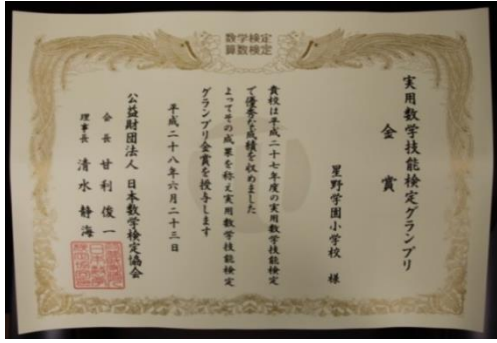 数学検定
算数検定
実用数学技能検定グランプリ
金賞
星野学園小学校 様
貴校は平成二十七年度の実用数学技能検定
で優秀な成績を収めました
よってその成果を称え実用数学技能検定
グランプリ金賞を授与します
平成二十八年六月二十三日
公益財団法人 日本数学検定協会
会長 甘利俊一
理事長 清水静海